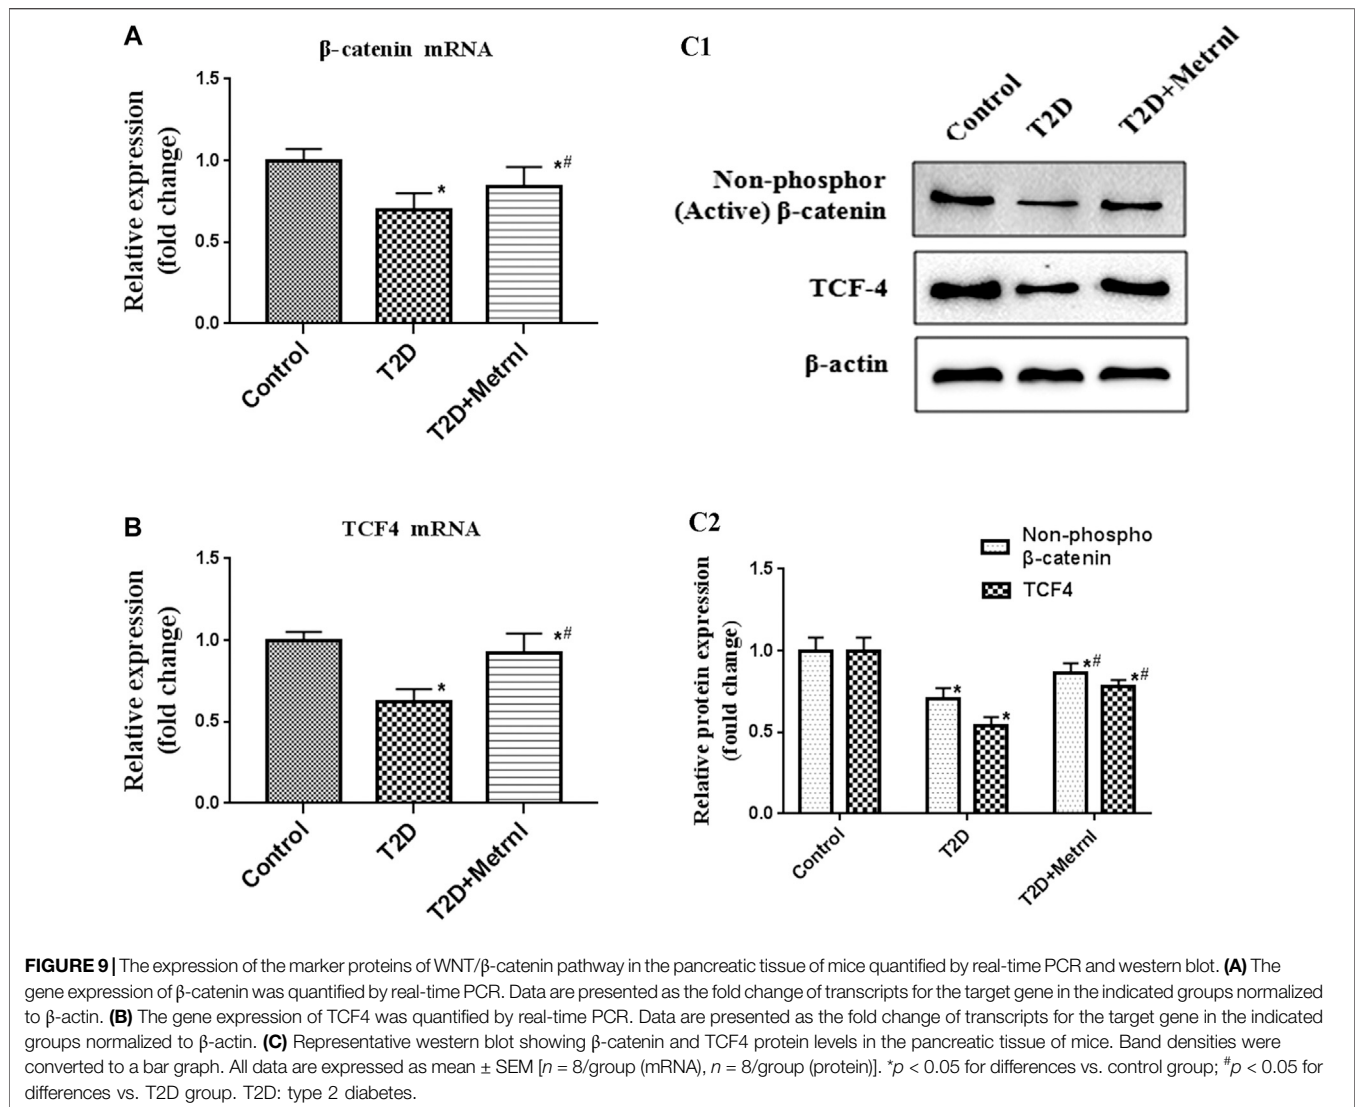 A
β-catenin mRNA
1.5
1.0
0.5
0.0
Relative expression
(fold change)
Control
T2D
T2D+Metrnl
C1
Control
T2D
T2D+Metrnl
Non-phosphor
(Active) β-catenin
TCF-4
β-actin
*
*#
B
TCF4 mRNA
1.5
1.0
0.5
0.0
Relative expression
(fold change)
*
*#
Control
T2D
T2D+Metrnl
C2
Non-phospho
β-catenin
TCF4
1.5
1.0
0.5
0.0
Relative protein expression
(fould change)
*
*
*#
*#
Control
T2D
T2D+Metrnl
FIGURE 9 | The expression of the marker proteins of WNT/β-catenin pathway in the pancreatic tissue of mice quantified by real-time PCR and western blot. (A) The
gene expression of β-catenin was quantified by real-time PCR. Data are presented as the fold change of transcripts for the target gene in the indicated groups normalized
to β-actin. (B) The gene expression of TCF4 was quantified by real-time PCR. Data are presented as the fold change of transcripts for the target gene in the indicated
groups normalized to β-actin. (C) Representative western blot showing β-catenin and TCF4 protein levels in the pancreatic tissue of mice. Band densities were
converted to a bar graph. All data are expressed as mean ± SEM [n = 8/group (mRNA), n = 8/group (protein)]. *p < 0.05 for differences vs. control group; #p < 0.05 for
differences vs. T2D group. T2D: type 2 diabetes.